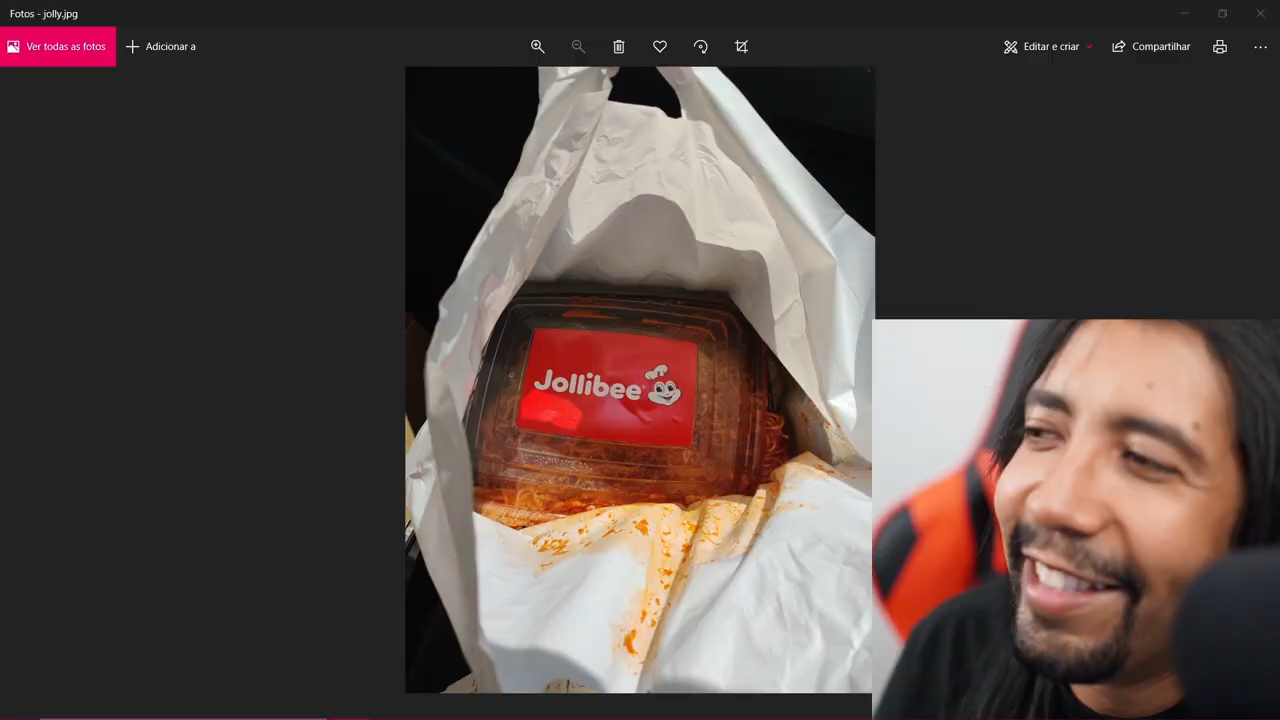 Fotos - jolly.jpg
Ver todas as fotos
Adicionar a
Editar e criar
Compartilhar
Jollibee